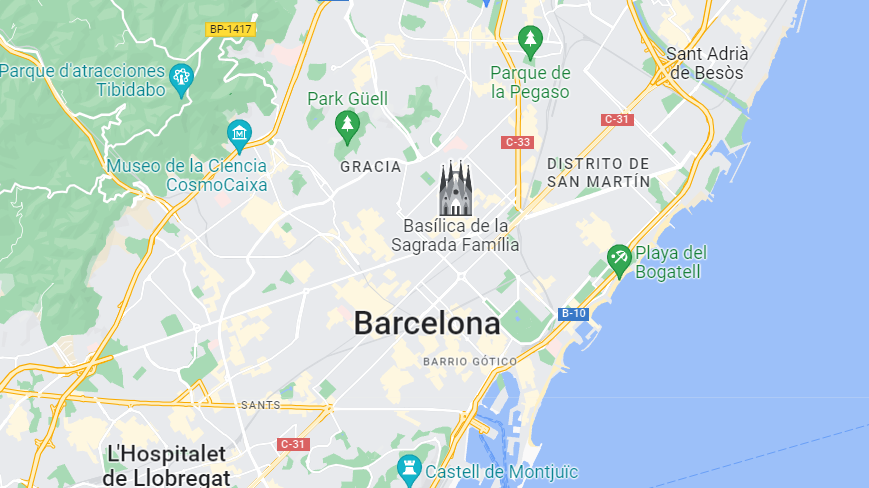 BP-1417
Sant Adrià
de Besòs
Parque d'atracciones
Tibidabo
Parque de
la Pegaso
Park Güell
C-31
C-33
Museo de la Ciencia
CosmoCaixa
GRACIA
DISTRITO DE
SAN MARTÍN
Basílica de la
Sagrada Família
Playa del
Bogatell
B-10
Barcelona
BARRIO GÓTICO
SANTS
C-31
L'Hospitalet
de Llobregat
Castell de Montjuïc